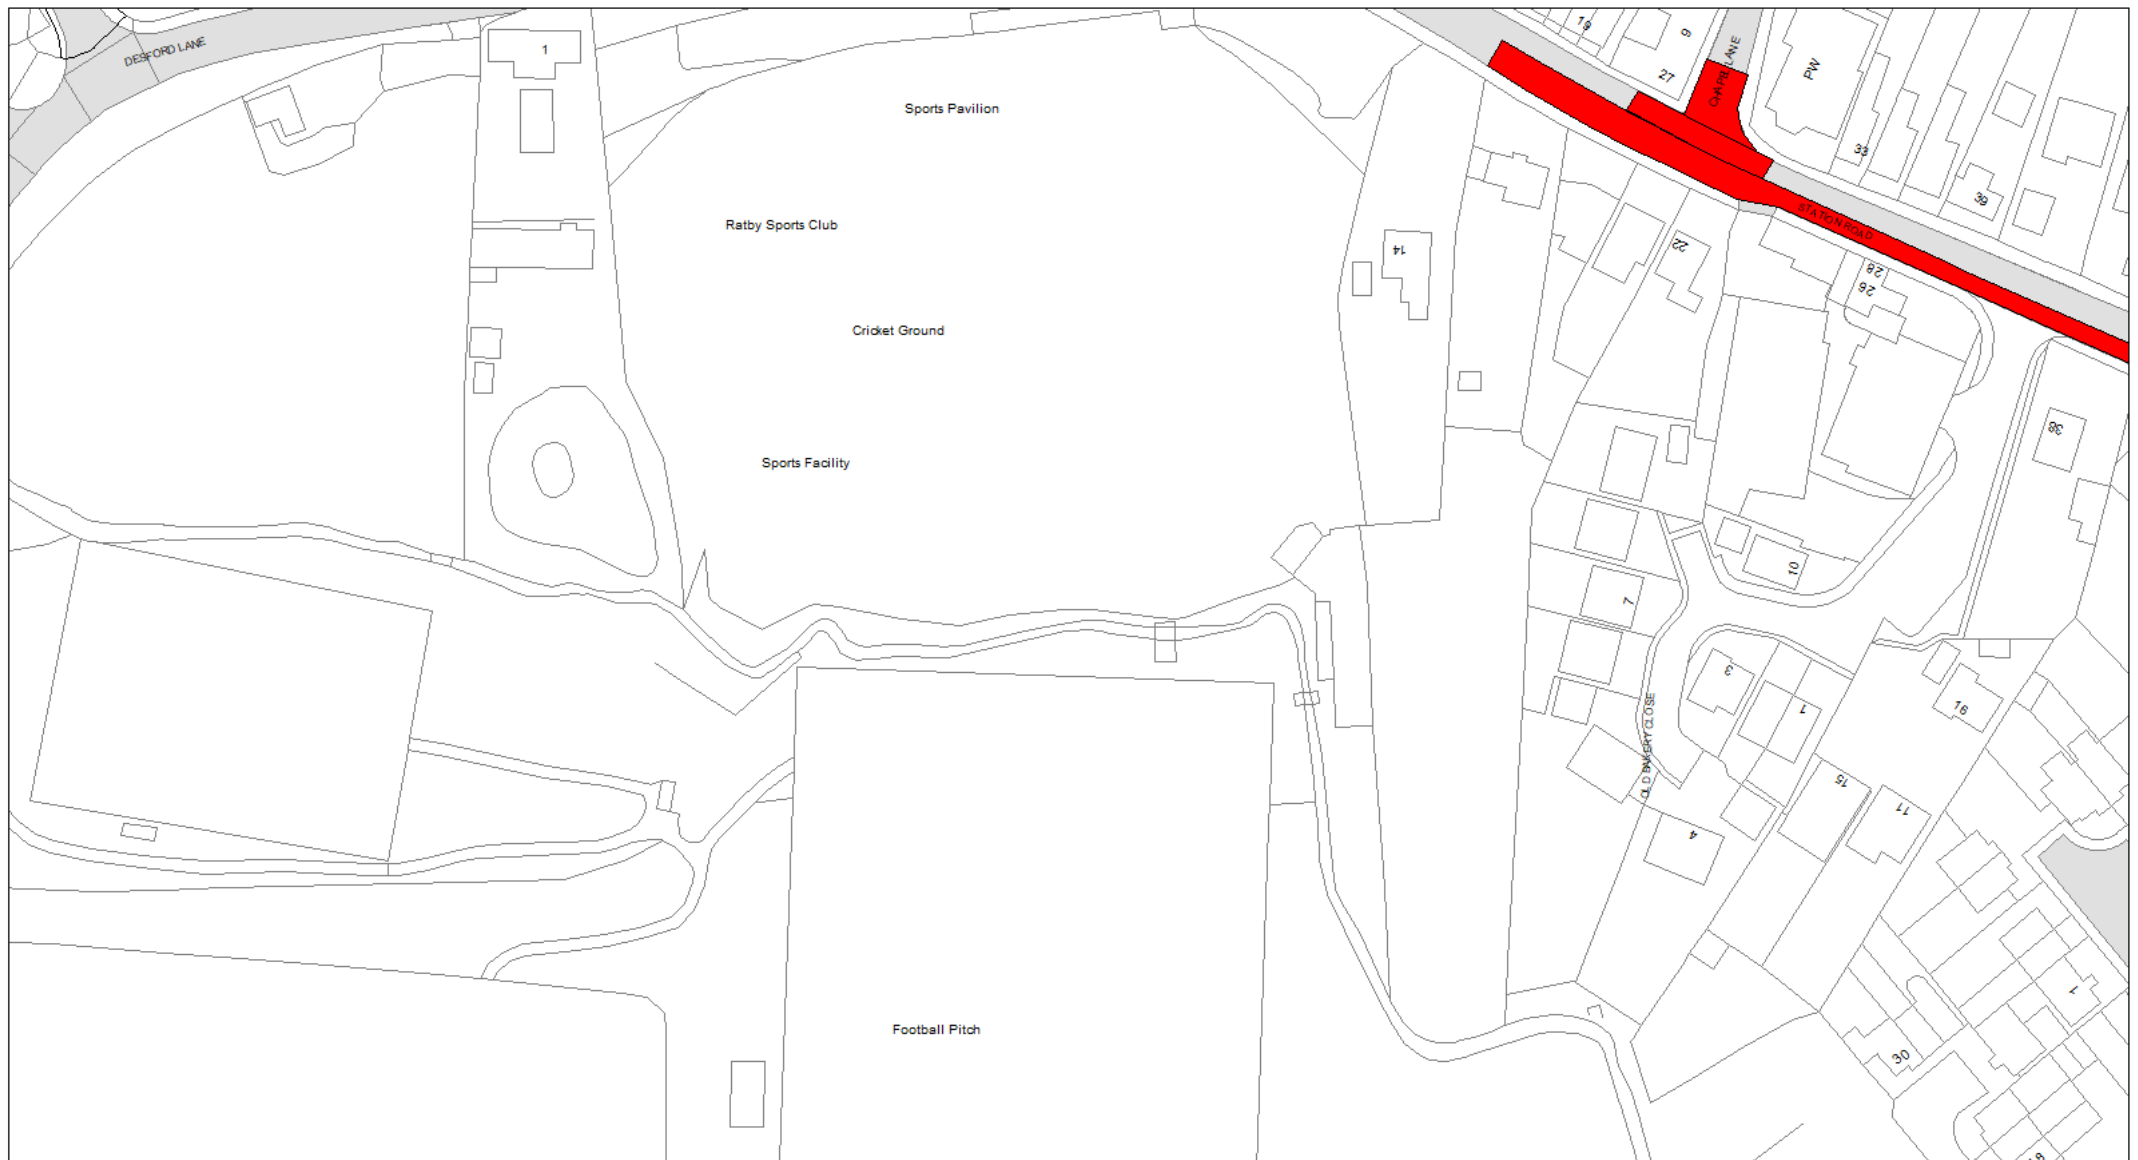 DESFORD LANE
1
19
9
27
CHAPEL LANE
PW
33
39
Sports Pavilion
Ratby Sports Club
STATION ROAD
14
22
28
26
Cricket Ground
38
Sports Facility
10
7
3
1
16
OLD BAKERY CLOSE
15
11
4
1
30
Football Pitch